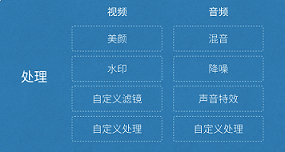 视频 音频
美颜 混音
水印 降噪
处理
自定义滤镜 声音特效
自定义处理 自定义处理